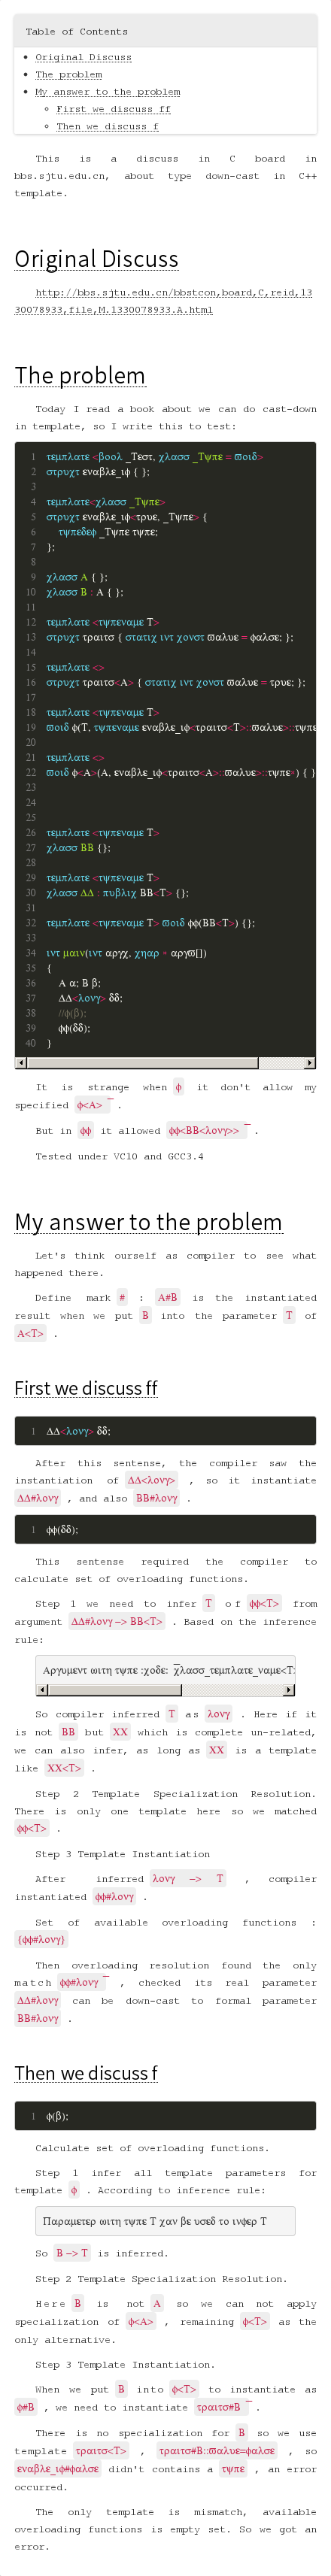 Table of Contents
Original Discuss
The problem
My answer to the problem
First we discuss ff
Then we discuss f
This is a discuss in C board in
bbs.sjtu.edu.cn, about type down-cast in C++
template.
Original Discuss
http://bbs.sjtu.edu.cn/bbstcon,board,C,reid,13
30078933,file,M.1330078933.A.html
The problem
Today I read a book about we can do cast-down
in template, so I write this to test:
1 τεμπλατε <βοολ _Τεστ, χλασσ _Τψπε = ϖοιδ>
2 στρυχτ εναβλε_ιφ { };
3
4 τεμπλατε<χλασσ _Τψπε>
5 στρυχτ εναβλε_ιφ<τρυε, _Τψπε> {
6 τψπεδεφ _Τψπε τψπε;
7 };
8
9 χλασσ Α { };
10 χλασσ Β : Α { };
11
12 τεμπλατε <τψπεναμε Τ>
13 στρυχτ τραιτσ { στατιχ ιντ χονστ ϖαλυε = φαλσε; };
14
15 τεμπλατε <>
16 στρυχτ τραιτσ<Α> { στατιχ ιντ χονστ ϖαλυε = τρυε; };
17
18 τεμπλατε <τψπεναμε Τ>
19 ϖοιδ φ(Τ, τψπεναμε εναβλε_ιφ<τραιτσ<Τ>::ϖαλυε>::τψπε
20
21 τεμπλατε <>
22 ϖοιδ φ<Α>(Α, εναβλε_ιφ<τραιτσ<Α>::ϖαλυε>::τψπε∗) { }
23
24
25
26 τεμπλατε <τψπεναμε Τ>
27 χλασσ ΒΒ {};
28
29 τεμπλατε <τψπεναμε Τ>
30 χλασσ ΔΔ : πυβλιχ ΒΒ<Τ> {};
31
32 τεμπλατε <τψπεναμε Τ> ϖοιδ φφ(ΒΒ<Τ>) {};
33
34 ιντ μαιν(ιντ αργχ, χηαρ ∗ αργϖ[])
35 {
36 Α α; Β β;
37 ΔΔ<λονγ> δδ;
38 //φ(β);
39 φφ(δδ);
40 }
It is strange when φ it don't allow my
specified φ<Α>‾ .
But in φφ it allowed φφ<ΒΒ<λονγ>>‾ .
Tested under VC10 and GCC3.4
My answer to the problem
Let's think ourself as compiler to see what
happened there.
Define mark # : Α#Β is the instantiated
result when we put Β into the parameter Τ of
Α<Τ> .
First we discuss ff
1 ΔΔ<λονγ> δδ;
After this sentence, the compiler saw the
instantiation of ΔΔ<λονγ> , so it instantiate
ΔΔ#λονγ , and also ΒΒ#λονγ .
1 φφ(δδ);
This sentence required the compiler to
calculate set of overloading functions.
Step 1 we need to infer Τ of φφ<Τ> from
argument ΔΔ#λονγ −> ΒΒ<Τ> . Based on the inference
rule:
Αργυμεντ ωιτη τψπε :χοδε: ‾χλασσ_τεμπλατε_ναμε<Τ:
So compiler inferred Τ as λονγ . Here if it
is not ΒΒ but ΧΧ which is complete un-related,
we can also infer, as long as ΧΧ is a template
like ΧΧ<Τ> .
Step 2 Template Specialization Resolution.
There is only one template here so we matched
φφ<Τ> .
Step 3 Template Instantiation
After inferred λονγ −> Τ , compiler
instantiated φφ#λονγ .
Set of available overloading functions :
{φφ#λονγ}
Then overloading resolution found the only
match φφ#λονγ‾ , checked its real parameter
ΔΔ#λονγ can be down-cast to formal parameter
ΒΒ#λονγ .
Then we discuss f
1 φ(β);
Calculate set of overloading functions.
Step 1 infer all template parameters for
template φ . According to inference rule:
Παραμετερ ωιτη τψπε Τ χαν βε υσεδ το ινφερ Τ
So Β −> Τ is inferred.
Step 2 Template Specialization Resolution.
Here Β is not Α so we can not apply
specialization of φ<Α> , remaining φ<Τ> as the
only alternative.
Step 3 Template Instantiation.
When we put Β into φ<Τ> to instantiate as
φ#Β , we need to instantiate τραιτσ#Β‾ .
There is no specialization for Β so we use
template τραιτσ<Τ> , τραιτσ#Β::ϖαλυε=φαλσε , so
εναβλε_ιφ#φαλσε didn't contains a τψπε , an error
occurred.
The only template is mismatch, available
overloading functions is empty set. So we got an
error.